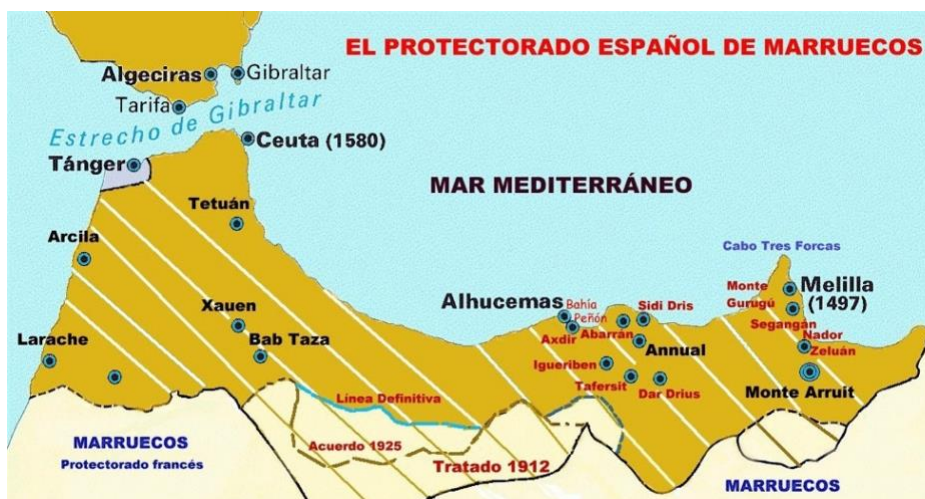 EL PROTECTORADO ESPAÑOL DE MARRUECOS
Algeciras
Gibraltar
Tarifa
Estrecho de Gibraltar
Ceuta (1580)
Tánger
MAR MEDITERRÁNEO
Tetuán
Arcila
Cabo Tres Forcas
Monte
Gurugú
Melilla
(1497)
Alhucemas
Bahía
Peñón
Sidi Dris
Xauen
Axdir
Abarrán
Segangán
Nador
Zeluán
Larache
Bab Taza
Annual
Igueriben
Tafersit
Dar Drius
Monte Arruit
Línea Definitiva
MARRUECOS
Protectorado francés
Acuerdo 1925
Tratado 1912
MARRUECOS